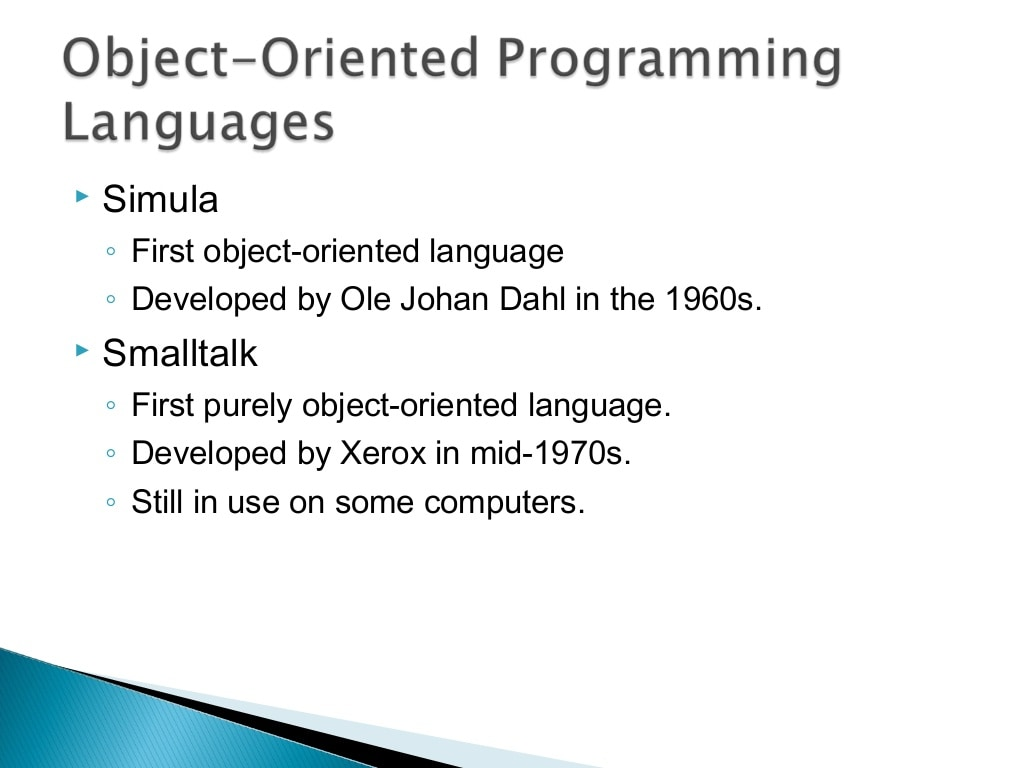 Object-Oriented Programming
Languages
Simula
First object-oriented language
Developed by Ole Johan Dahl in the 1960s.
Smalltalk
First purely object-oriented language.
Developed by Xerox in mid-1970s.
Still in use on some computers.